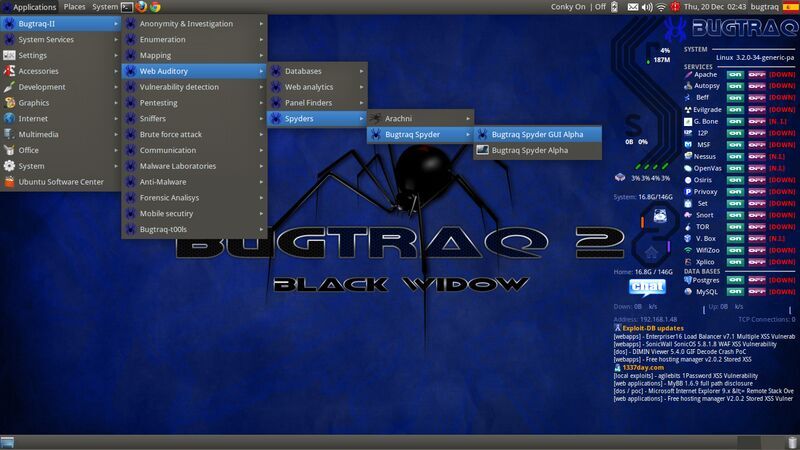 Applications Places System Conky On | Off Thu, 20 Dec 02:43 bugtraq
Bugtraq-II
System Services
Settings
Accessories
Development
Graphics
Internet
Multimedia
Office
System
Ubuntu Software Center
Anonymity & Investigation
Enumeration
Mapping
Web Auditory
Vulnerability detection
Pentesting
Sniffers
Brute force attack
Communication
Malware Laboratories
Anti-Malware
Forensic Analisys
Mobile secutiry
Bugtraq-t00ls
Databases
Web analytics
Panel Finders
Spyders
Arachni
Bugtraq Spyder
Bugtraq Spyder GUI Alpha
Bugtraq Spyder Alpha
BUGTRAQ 2
BLACK WIDOW
BUGTRAQ
4%
187M
0B 0%
3% 3% 4% 3%
System: 16.8G/146G
Home: 16.8G / 146G
chat
SYSTEM
Linux 3.2.0-34-generic-pa
SERVICES
Apache ON OFF [DOWN]
Autopsy ON OFF [DOWN]
Beff ON OFF [DOWN]
Evilgrade ON OFF [DOWN]
G. Bone ON OFF [N. I.]
I2P ON OFF [DOWN]
MSF ON OFF [DOWN]
Nessus ON OFF [DOWN]
OpenVas ON OFF [N.I.]
Osiris ON OFF [DOWN]
Privoxy ON OFF [DOWN]
Set ON OFF [DOWN]
Snort ON OFF [DOWN]
TOR ON OFF [DOWN]
V. Box ON OFF [N.I.]
WifiZoo ON OFF [DOWN]
Xplico ON OFF [DOWN]
DATA BASES
Postgres ON OFF [DOWN]
MySQL ON OFF [DOWN]
Down: 0B k/s Up: 0B k/s
Address: 192.168.1.48 TCP Connections: 0
Exploit-DB updates
[webapps] - Enterpriser16 Load Balancer v7.1 Multiple XSS Vulnerab
[webapps] - SonicWall SonicOS 5.8.1.8 WAF XSS Vulnerability
[dos] - DIMIN Viewer 5.4.0 GIF Decode Crash PoC
[webapps] - Free hosting manager v2.0.2 Stored XSS
1337day.com
[local exploits] - agilebits 1Password XSS Vulnerability
[web applications] - MyBB 1.6.9 full path disclosure
[dos / poc] - Microsoft Internet Explorer 9.x &lt;= Remote Stack Ove
[web applications] - Free hosting manager V2.0.2 Stored XSS Vulner